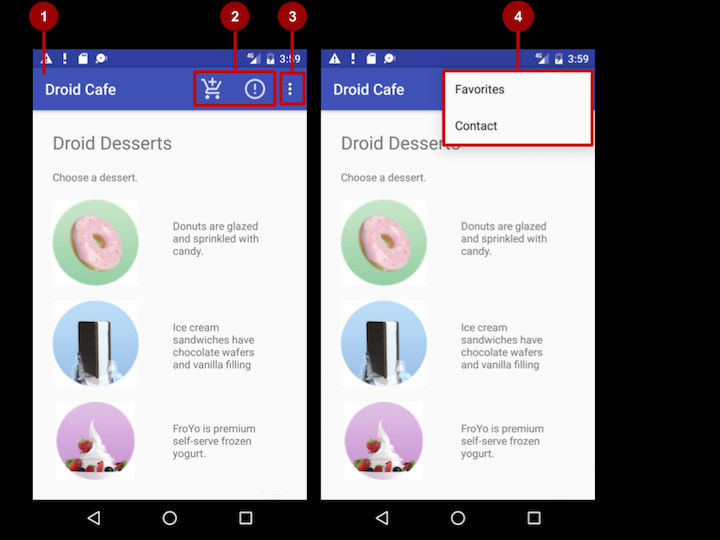 1
2
3
4
4G 3:59
4G 3:59
Droid Cafe
Droid Cafe
Favorites
Contact
Droid Desserts
Choose a dessert.
Donuts are glazed
and sprinkled with
candy.
Ice cream
sandwiches have
chocolate wafers
and vanilla filling
FroYo is premium
self-serve frozen
yogurt.
Droid Desserts
Choose a dessert.
Donuts are glazed
and sprinkled with
candy.
Ice cream
sandwiches have
chocolate wafers
and vanilla filling
FroYo is premium
self-serve frozen
yogurt.